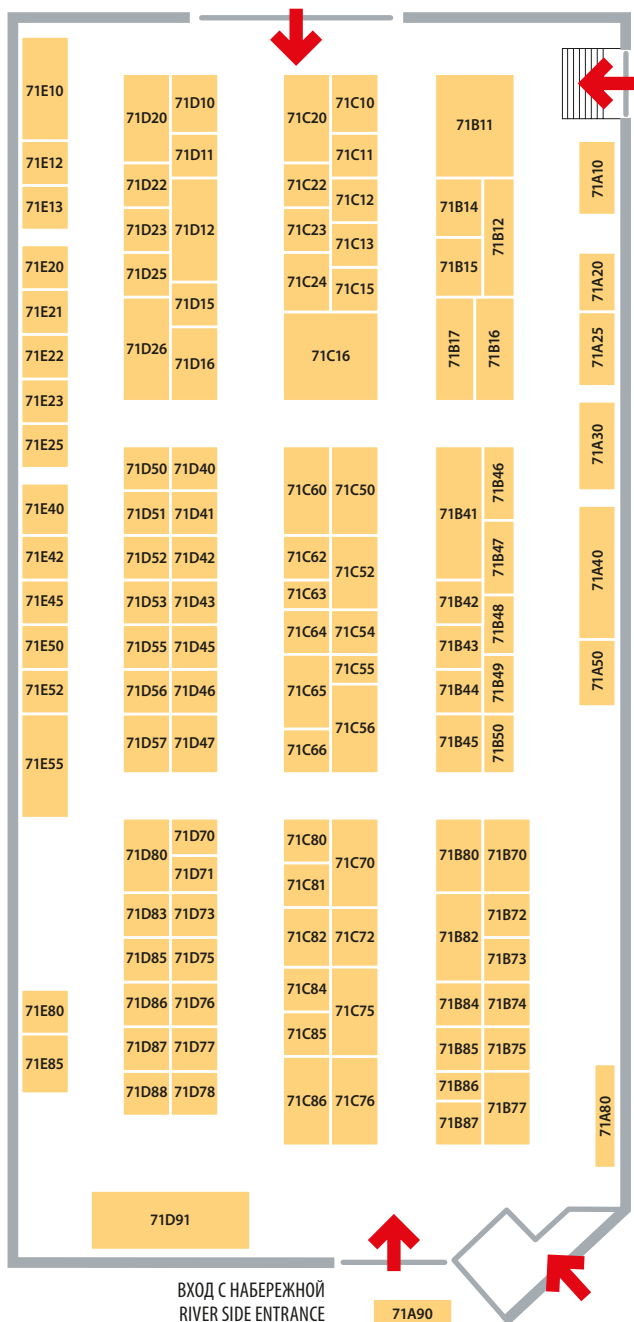 71E10
71E12
71E13
71E20
71E21
71E22
71E23
71E25
71E40
71E42
71E45
71E50
71E52
71E55
71E80
71E85
71D20
71D22
71D23
71D25
71D26
71D10
71D11
71D12
71D15
71D16
71D50
71D51
71D52
71D53
71D55
71D56
71D57
71D40
71D41
71D42
71D43
71D45
71D46
71D47
71D80
71D83
71D85
71D86
71D87
71D88
71D70
71D71
71D73
71D75
71D76
71D77
71D78
71D91
71C20
71C22
71C23
71C24
71C10
71C11
71C12
71C13
71C15
71C16
71C60
71C62
71C63
71C64
71C65
71C66
71C50
71C52
71C54
71C55
71C56
71C80
71C81
71C82
71C84
71C85
71C86
71C70
71C72
71C75
71C76
71B11
71B14
71B15
71B12
71B17
71B16
71B41
71B42
71B43
71B44
71B45
71B46
71B47
71B48
71B49
71B50
71B80
71B82
71B84
71B85
71B86
71B87
71B70
71B72
71B73
71B74
71B75
71B77
71A10
71A20
71A25
71A30
71A40
71A50
71A80
ВХОД С НАБЕРЕЖНОЙ
RIVER SIDE ENTRANCE
71A90